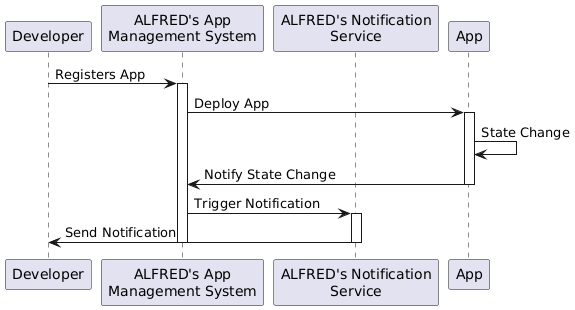 Developer
ALFRED's App
Management System
ALFRED's Notification
Service
App
Registers App
Deploy App
State Change
Notify State Change
Trigger Notification
Send Notification
Developer
ALFRED's App
Management System
ALFRED's Notification
Service
App